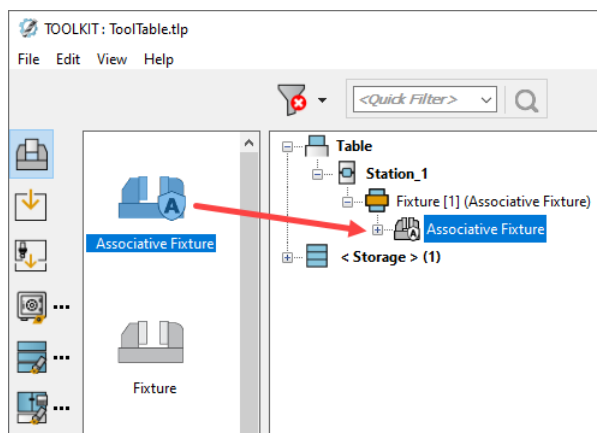 TOOLKIT : ToolTable.tlp
File Edit View Help
<Quick Filter>
Table
Station_1
Fixture [1] (Associative Fixture)
Associative Fixture
< Storage > (1)
A
Associative Fixture
Fixture